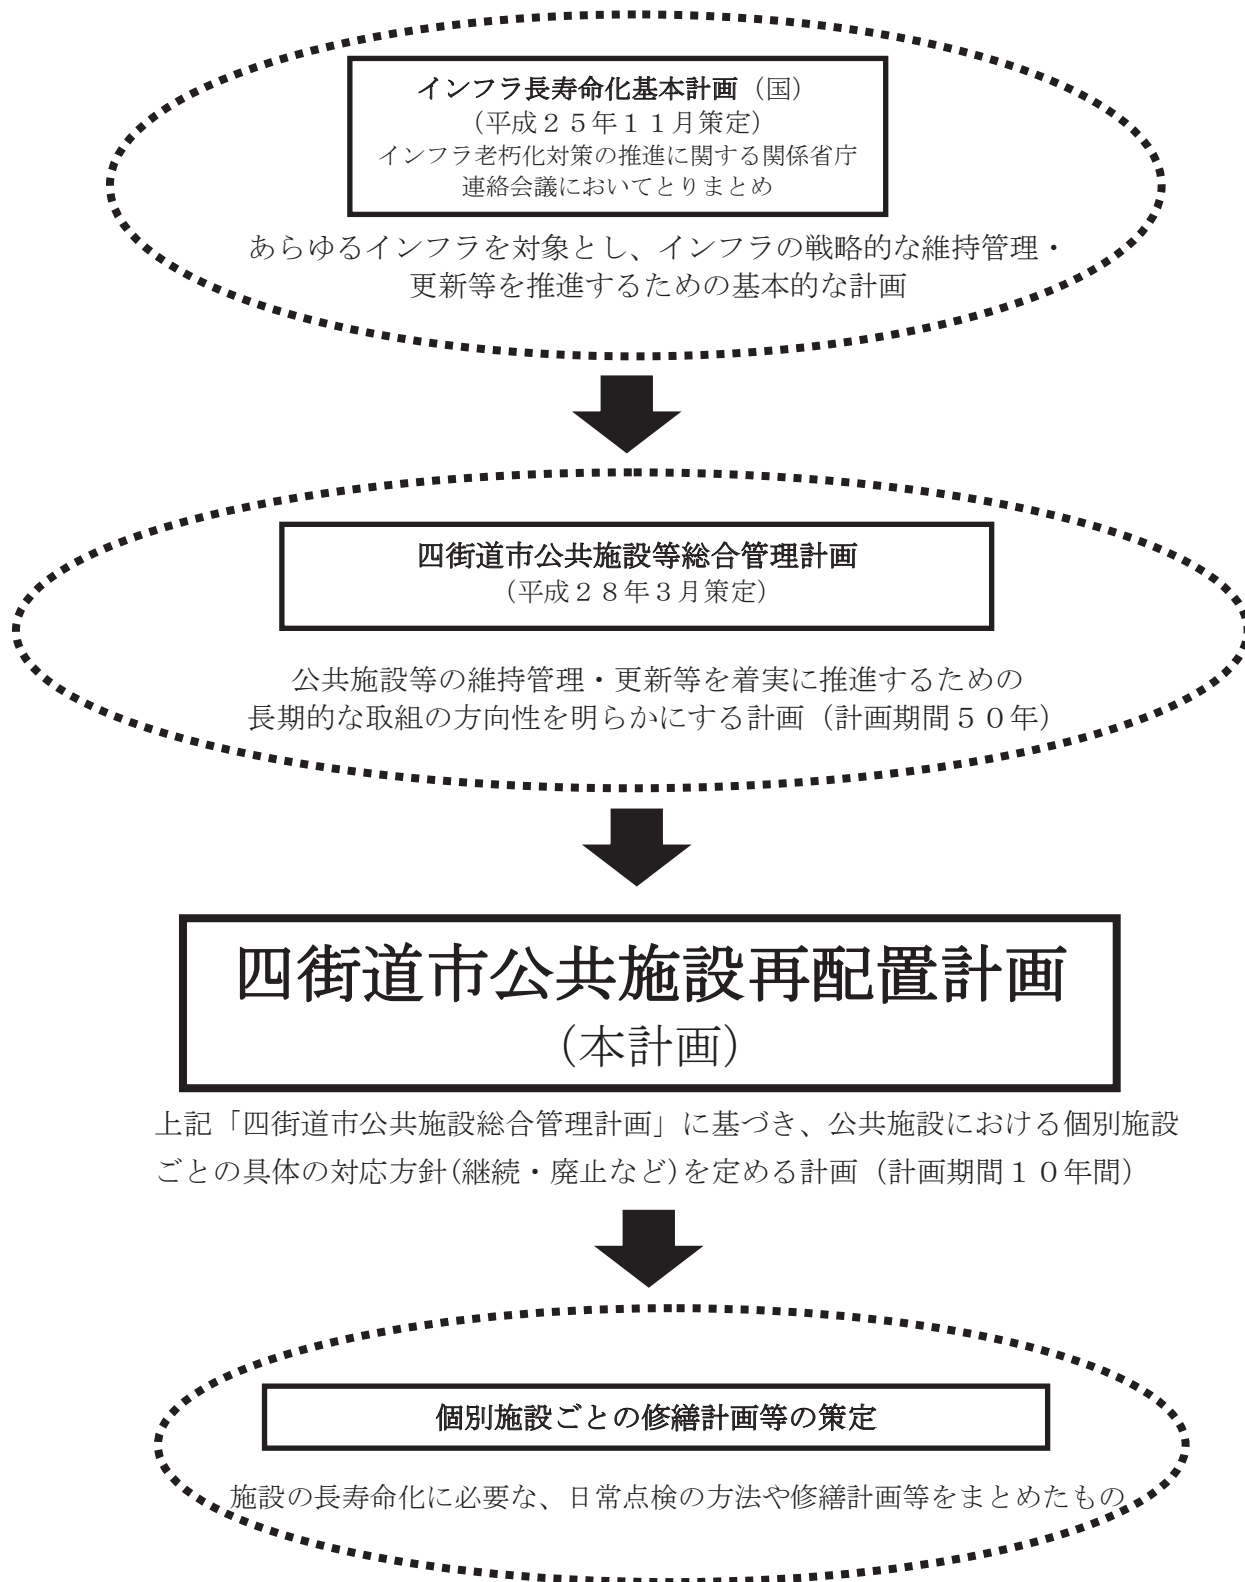 インフラ長寿命化基本計画（国）
（平成２５年１１月策定）
インフラ老朽化対策の推進に関する関係省庁
連絡会議においてとりまとめ
あらゆるインフラを対象とし、インフラの戦略的な維持管理・
更新等を推進するための基本的な計画
四街道市公共施設等総合管理計画
（平成２８年３月策定）
公共施設等の維持管理・更新等を着実に推進するための
長期的な取組の方向性を明らかにする計画（計画期間５０年）
四街道市公共施設再配置計画
（本計画）
上記「四街道市公共施設総合管理計画」に基づき、公共施設における個別施設
ごとの具体の対応方針(継続・廃止など)を定める計画（計画期間１０年間）
個別施設ごとの修繕計画等の策定
施設の長寿命化に必要な、日常点検の方法や修繕計画等をまとめたもの